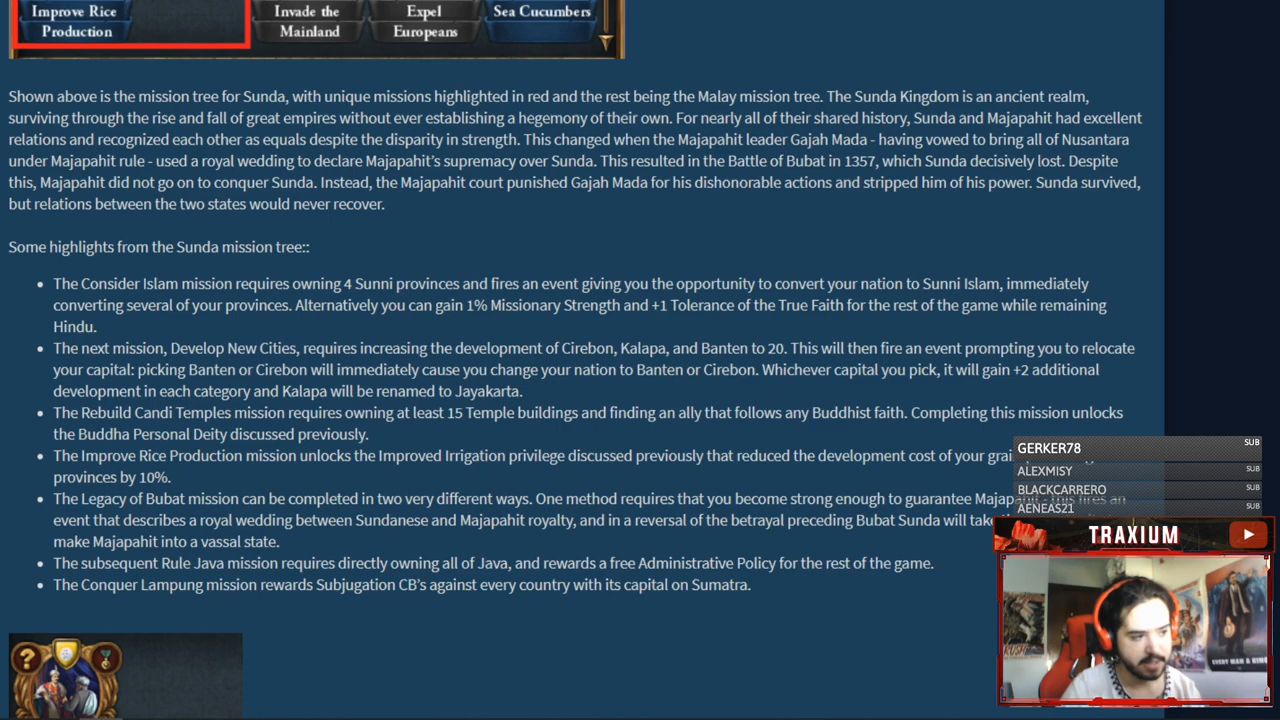 Improve Rice
Production
Invade the
Mainland
Expel
Europeans
Sea Cucumbers
Shown above is the mission tree for Sunda, with unique missions highlighted in red and the rest being the Malay mission tree. The Sunda Kingdom is an ancient realm,
surviving through the rise and fall of great empires without ever establishing a hegemony of their own. For nearly all of their shared history, Sunda and Majapahit had excellent
relations and recognized each other as equals despite the disparity in strength. This changed when the Majapahit leader Gajah Mada - having vowed to bring all of Nusantara
under Majapahit rule - used a royal wedding to declare Majapahit's supremacy over Sunda. This resulted in the Battle of Bubat in 1357, which Sunda decisively lost. Despite
this, Majapahit did not go on to conquer Sunda. Instead, the Majapahit court punished Gajah Mada for his dishonorable actions and stripped him of his power. Sunda survived,
but relations between the two states would never recover.
Some highlights from the Sunda mission tree::
• The Consider Islam mission requires owning 4 Sunni provinces and fires an event giving you the opportunity to convert your nation to Sunni Islam, immediately
converting several of your provinces. Alternatively you can gain 1% Missionary Strength and +1 Tolerance of the True Faith for the rest of the game while remaining
Hindu.
• The next mission, Develop New Cities, requires increasing the development of Cirebon, Kalapa, and Banten to 20. This will then fire an event prompting you to relocate
your capital: picking Banten or Cirebon will immediately cause you change your nation to Banten or Cirebon. Whichever capital you pick, it will gain +2 additional
development in each category and Kalapa will be renamed to Jayakarta.
• The Rebuild Candi Temples mission requires owning at least 15 Temple buildings and finding an ally that follows any Buddhist faith. Completing this mission unlocks
the Buddha Personal Deity discussed previously.
• The Improve Rice Production mission unlocks the Improved Irrigation privilege discussed previously that reduced the development cost of your
provinces by 10%.
• The Legacy of Bubat mission can be completed in two very different ways. One method requires that you become strong enough to guarantee Majapahit - This fires an
event that describes a royal wedding between Sundanese and Majapahit royalty, and in a reversal of the betrayal preceding Bubat Sunda will take
make Majapahit into a vassal state.
• The subsequent Rule Java mission requires directly owning all of Java, and rewards a free Administrative Policy for the rest of the game.
• The Conquer Lampung mission rewards Subjugation CB's against every country with its capital on Sumatra.
GERKER78 SUB
ALEXMISY SUB
BLACKCARRERO SUB
AENEAS21 SUB
TRAXIUM
EVERY MAN A KING